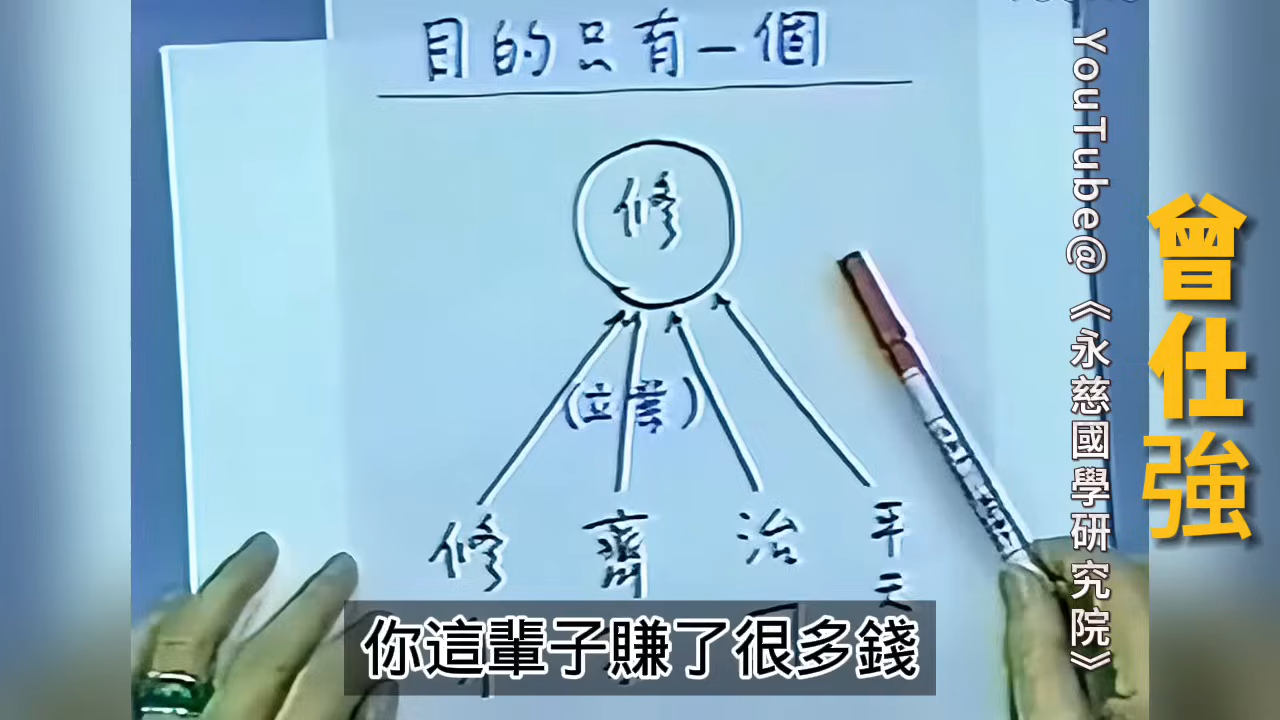 目的只有一個
修
(立業)
修 齊 治 平
天
你這輩子賺了很多錢
YouTube@《永慈國學研究院》
曾仕強